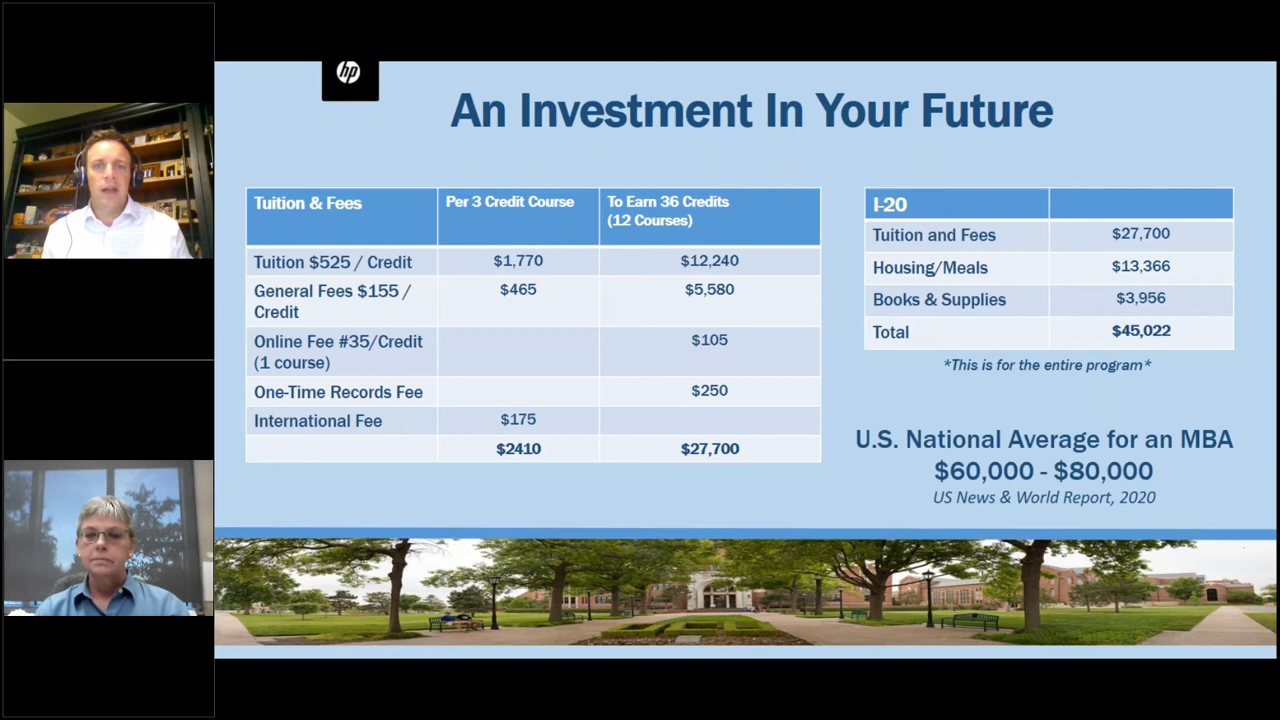 hp
An Investment In Your Future
Tuition & Fees Per 3 Credit Course To Earn 36 Credits
(12 Courses)
Tuition $525 / Credit $1,770 $12,240
General Fees $155 / $465 $5,580
Credit
Online Fee #35/Credit $105
(1 course)
One-Time Records Fee $250
International Fee $175
$2410 $27,700
I-20
Tuition and Fees $27,700
Housing/Meals $13,366
Books & Supplies $3,956
Total $45,022
*This is for the entire program*
U.S. National Average for an MBA
$60,000 - $80,000
US News & World Report, 2020